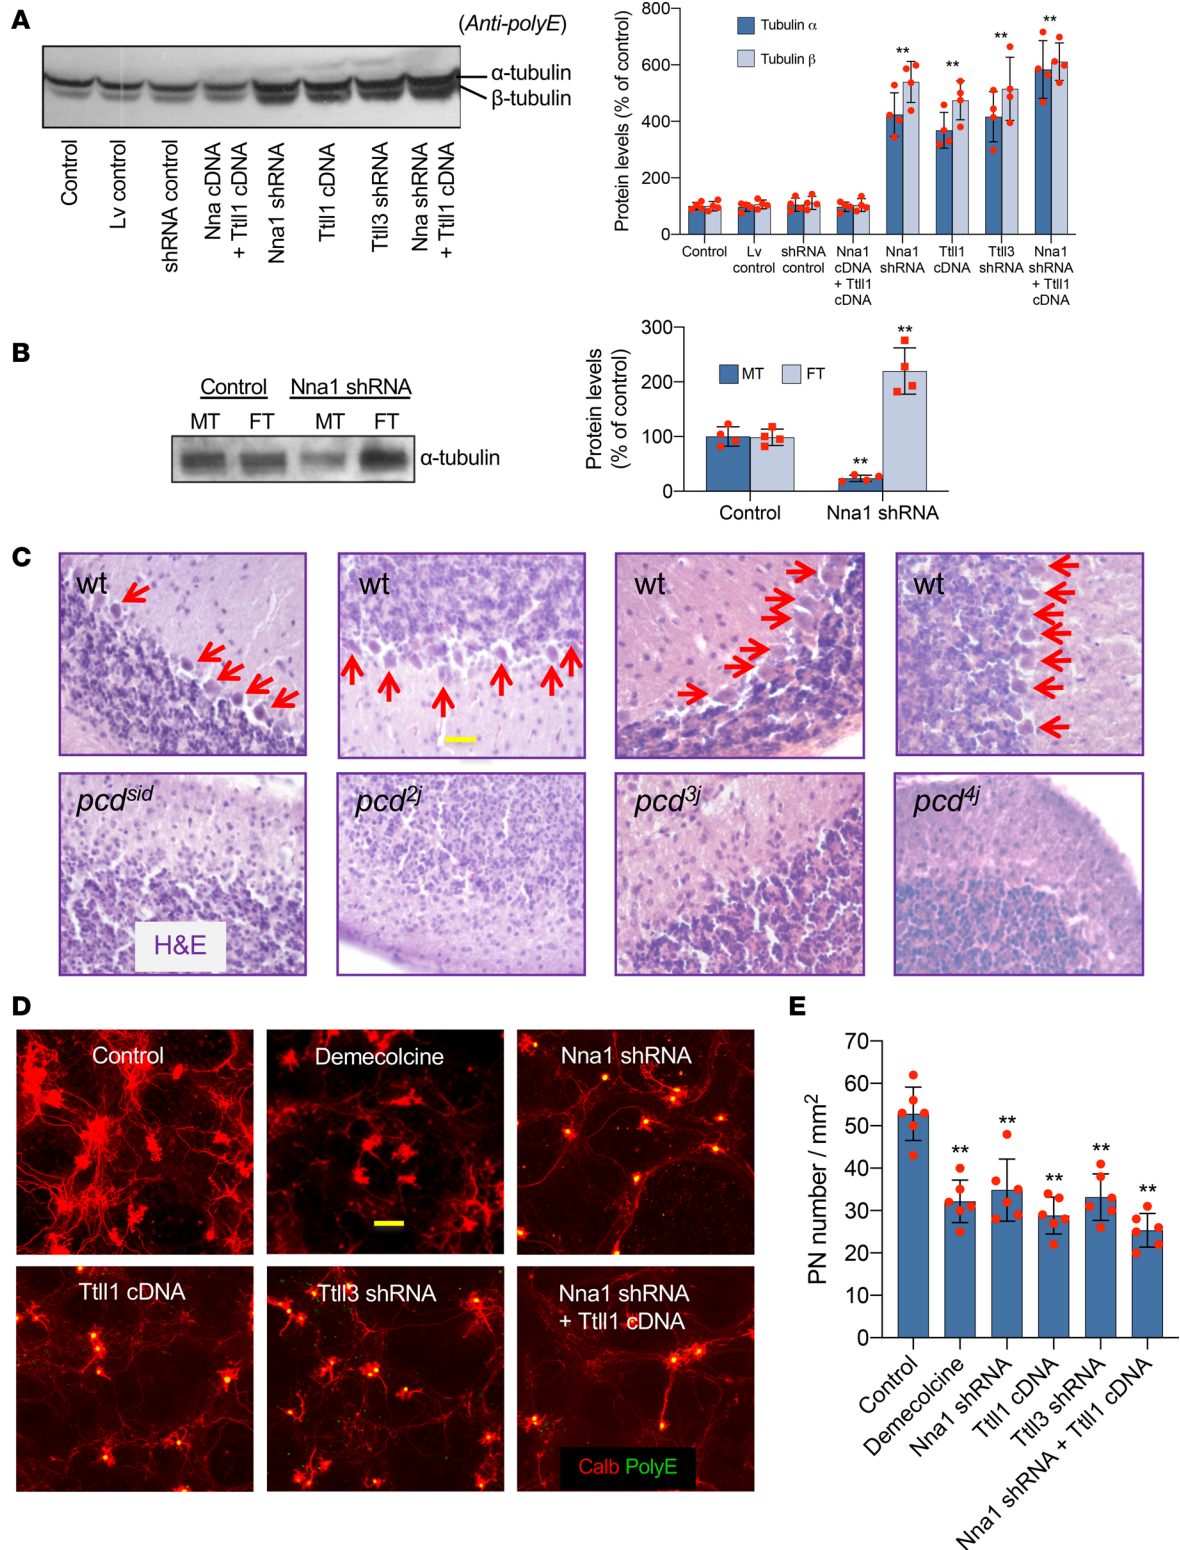 A
(Anti-polyE)
α-tubulin
β-tubulin
Control
Lv control
shRNA control
Nna cDNA
+ Ttll1 cDNA
Nna1 shRNA
Ttll1 cDNA
Ttll3 shRNA
Nna shRNA
+ Ttll1 cDNA
Protein levels (% of control)
800
600
400
200
0
Tubulin α
Tubulin β
**
**
**
**
Control
Lv
control
shRNA
control
Nna1
cDNA
+ Ttll1
cDNA
Nna1
shRNA
Ttll1
cDNA
Ttll3
shRNA
Nna1
shRNA
+ Ttll1
cDNA
B
Control
Nna1 shRNA
MT FT MT FT
α-tubulin
Protein levels
(% of control)
300
200
100
0
MT
FT
**
**
Control
Nna1 shRNA
C
wt
wt
wt
wt
pcdsid
H&E
pcd2j
pcd3j
pcd4j
D
Control
Demecolcine
Nna1 shRNA
Ttll1 cDNA
Ttll3 shRNA
Nna1 shRNA
+ Ttll1 cDNA
Calb PolyE
E
PN number / mm2
70
60
50
40
30
20
10
0
**
**
**
**
**
Control
Demecolcine
Nna1 shRNA
Ttll1 cDNA
Ttll3 shRNA
Nna1 shRNA + Ttll1 cDNA